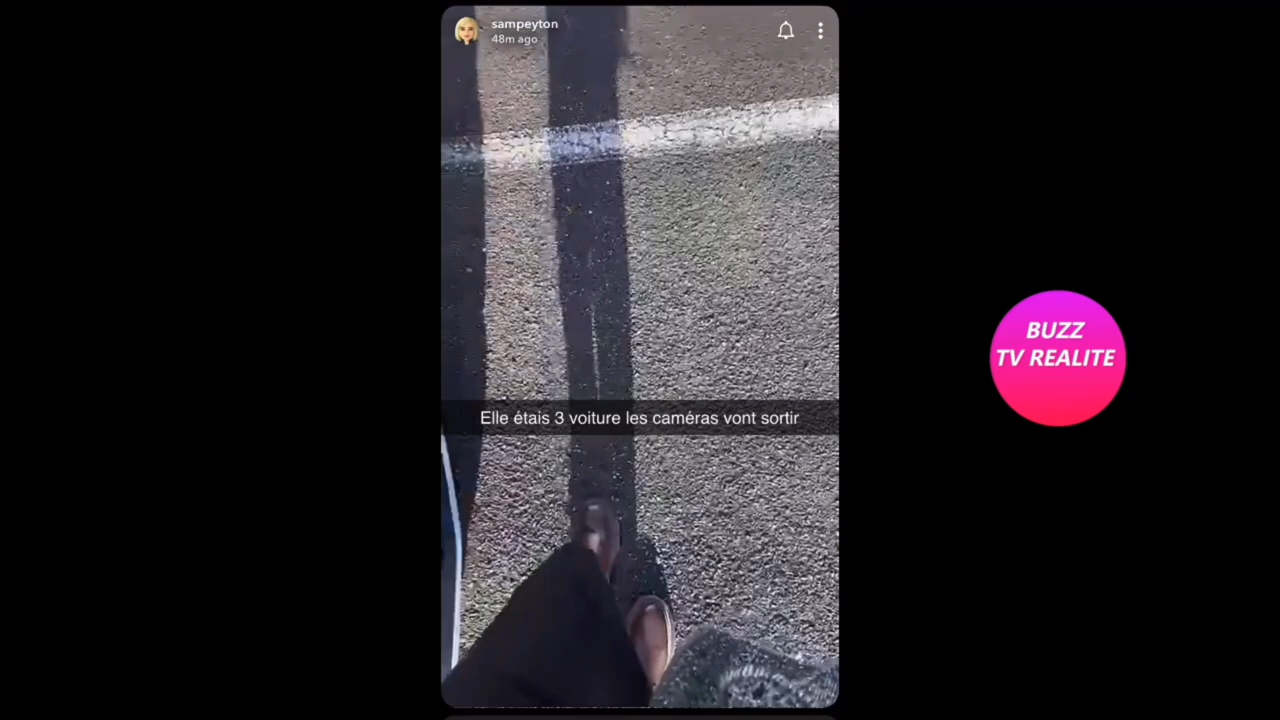 sampeyton
48m ago
Elle étais 3 voiture les caméras vont sortir
BUZZ
TV REALITE